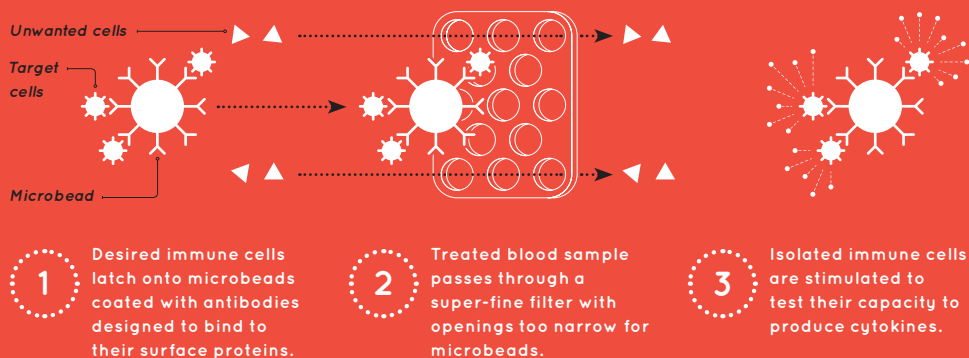 Unwanted cells
Target
cells
Microbead
1
Desired immune cells
latch onto microbeads
coated with antibodies
designed to bind to
their surface proteins.
2
Treated blood sample
passes through a
super-fine filter with
openings too narrow for
microbeads.
3
Isolated immune cells
are stimulated to
test their capacity to
produce cytokines.